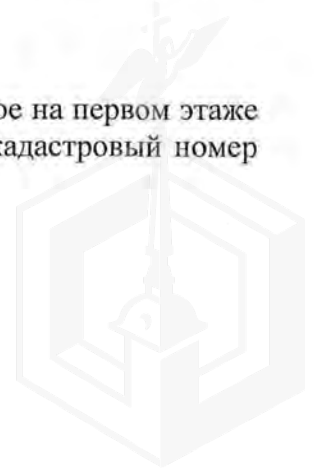 ое на первом этаже
кадастровый номер